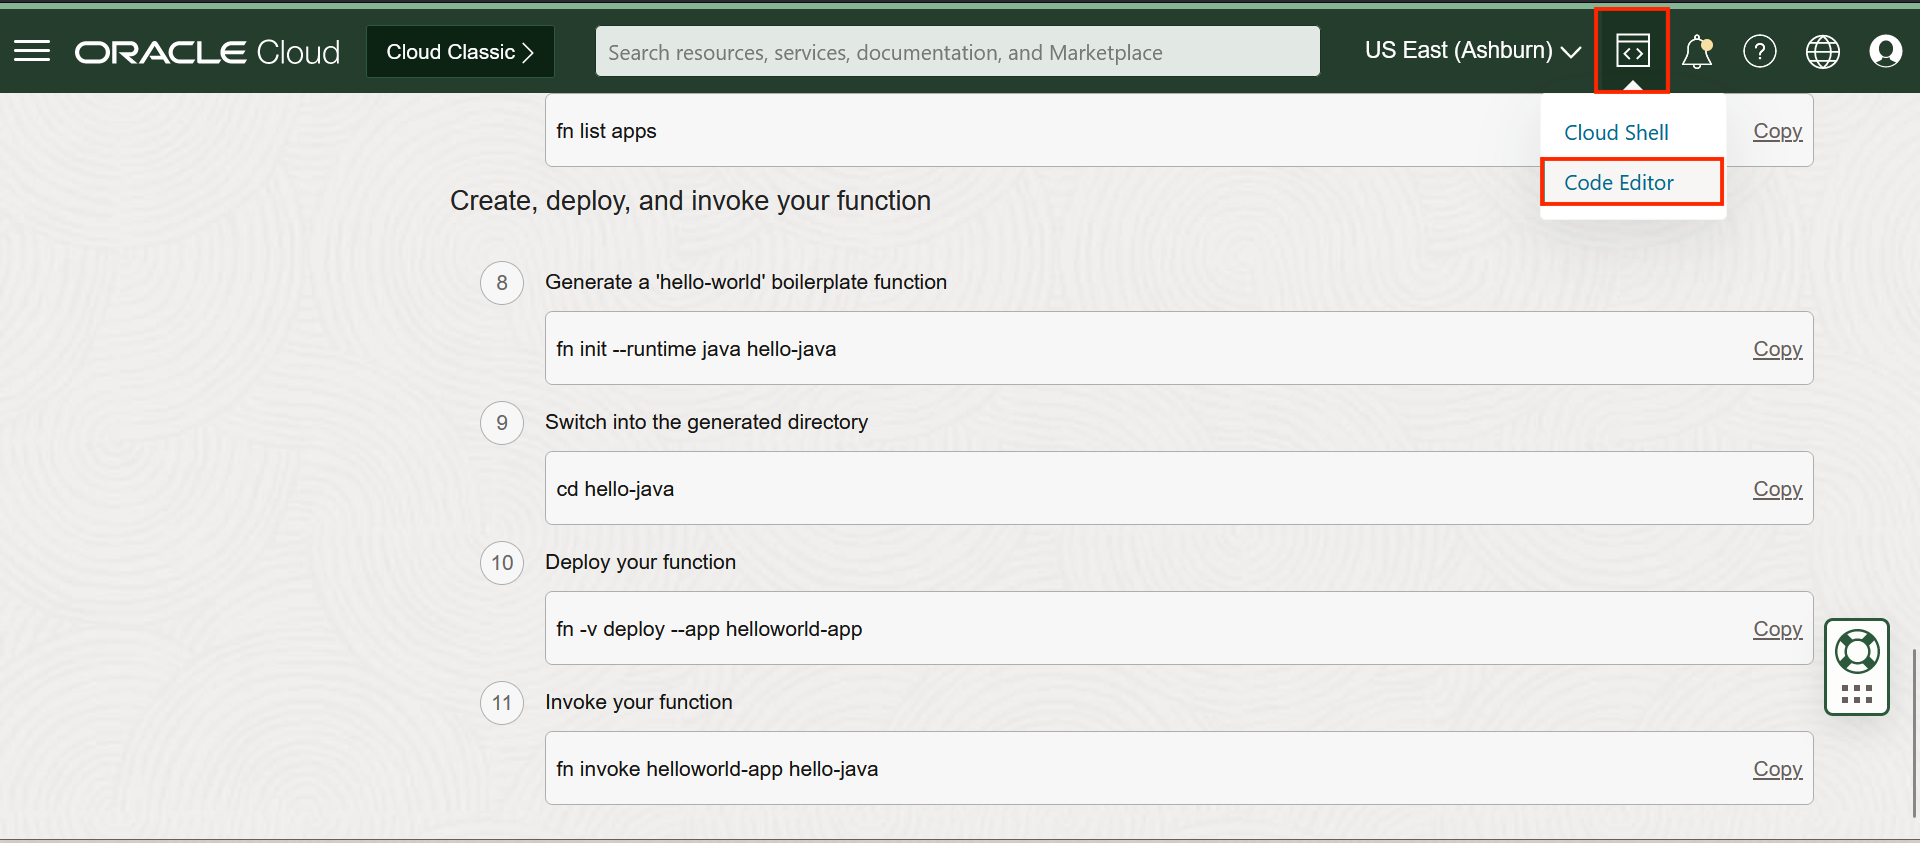 ORACLE Cloud
Cloud Classic
Search resources, services, documentation, and Marketplace
US East (Ashburn)
Cloud Shell
Code Editor
fn list apps
Copy
Create, deploy, and invoke your function
8
Generate a 'hello-world' boilerplate function
fn init --runtime java hello-java
Copy
9
Switch into the generated directory
cd hello-java
Copy
10
Deploy your function
fn -v deploy --app helloworld-app
Copy
11
Invoke your function
fn invoke helloworld-app hello-java
Copy